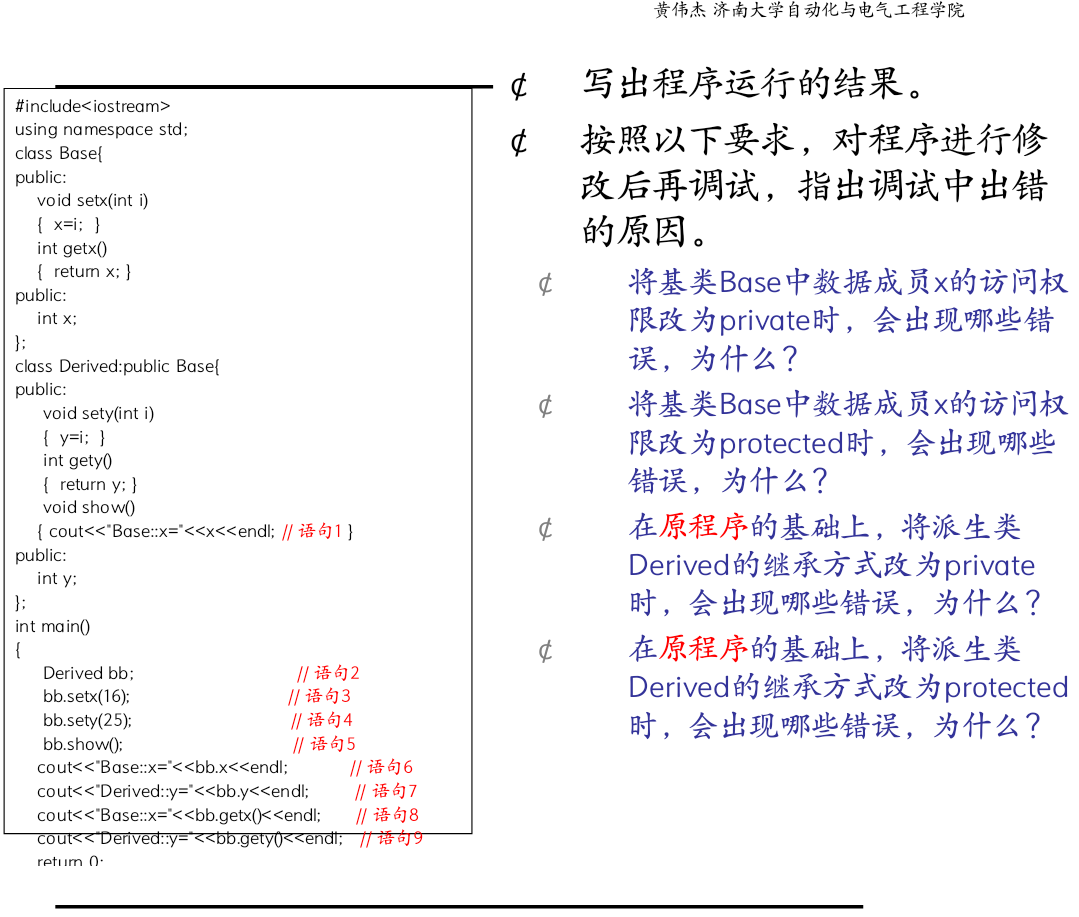 黄伟杰 济南大学自动化与电气工程学院
#include<iostream>
using namespace std;
class Base{
public:
void setx(int i)
{ x=i; }
int getx()
{ return x; }
public:
int x;
};
class Derived:public Base{
public:
void sety(int i)
{ y=i; }
int gety()
{ return y; }
void show()
{ cout<<"Base::x="<<x<<endl; // 语句1 }
public:
int y;
};
int main()
{
Derived bb; // 语句2
bb.setx(16); // 语句3
bb.sety(25); // 语句4
bb.show(); // 语句5
cout<<"Base::x="<<bb.x<<endl; // 语句6
cout<<"Derived::y="<<bb.y<<endl; // 语句7
cout<<"Base::x="<<bb.getx()<<endl; // 语句8
cout<<"Derived::y="<<bb.gety()<<endl; // 语句9
return 0;
¢ 写出程序运行的结果。
¢ 按照以下要求，对程序进行修
改后再调试，指出调试中出错
的原因。
¢ 将基类Base中数据成员x的访问权
限改为private时，会出现哪些错
误，为什么？
¢ 将基类Base中数据成员x的访问权
限改为protected时，会出现哪些
错误，为什么？
¢ 在原程序的基础上，将派生类
Derived的继承方式改为private
时，会出现哪些错误，为什么？
¢ 在原程序的基础上，将派生类
Derived的继承方式改为protected
时，会出现哪些错误，为什么？